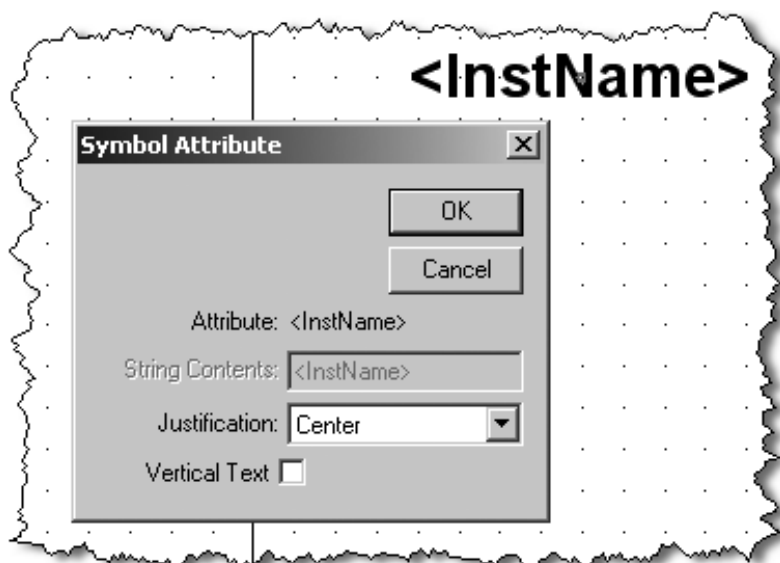 <InstName>
Symbol Attribute
OK
Cancel
Attribute: <InstName>
String Contents: <InstName>
Justification: Center
Vertical Text